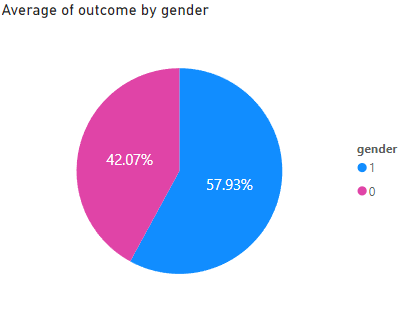 Average of outcome by gender
42.07%
57.93%
gender
1
0